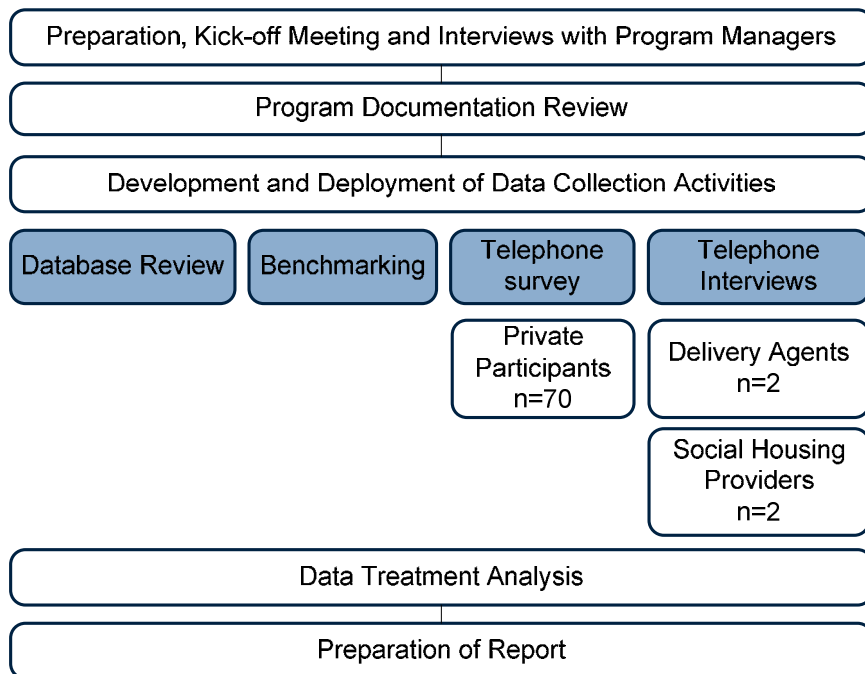 Preparation, Kick-off Meeting and Interviews with Program Managers
Program Documentation Review
Development and Deployment of Data Collection Activities
Database Review
Benchmarking
Telephone
survey
Telephone
Interviews
Private
Participants
n=70
Delivery Agents
n=2
Social Housing
Providers
n=2
Data Treatment Analysis
Preparation of Report